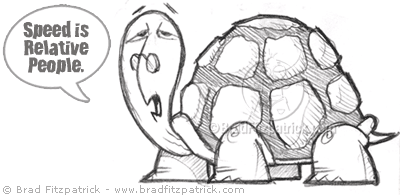 Speed is
Relative
People.
© Brad Fitzpatrick - www.bradfitzpatrick.com